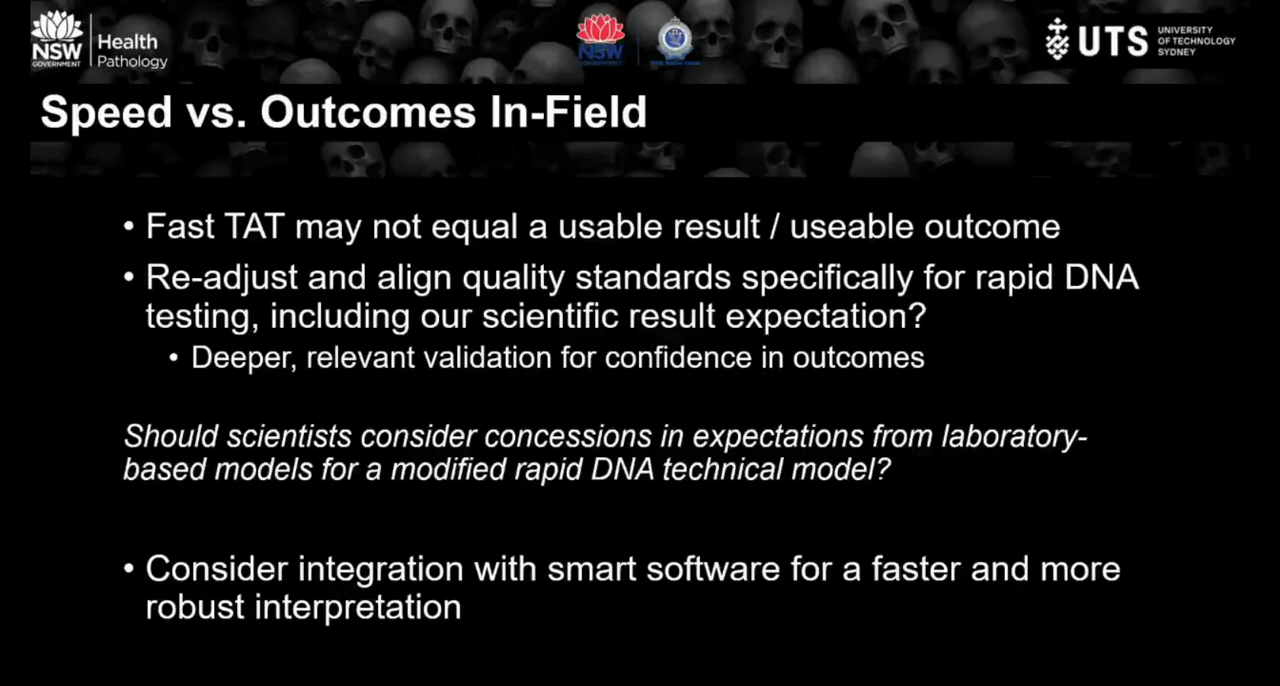 NSW
GOVERNMENT
Health
Pathology
NSW
GOVERNMENT
UTS
UNIVERSITY
OF TECHNOLOGY
SYDNEY
Speed vs. Outcomes In-Field
• Fast TAT may not equal a usable result / useable outcome
• Re-adjust and align quality standards specifically for rapid DNA
testing, including our scientific result expectation?
• Deeper, relevant validation for confidence in outcomes
Should scientists consider concessions in expectations from laboratory-
based models for a modified rapid DNA technical model?
• Consider integration with smart software for a faster and more
robust interpretation